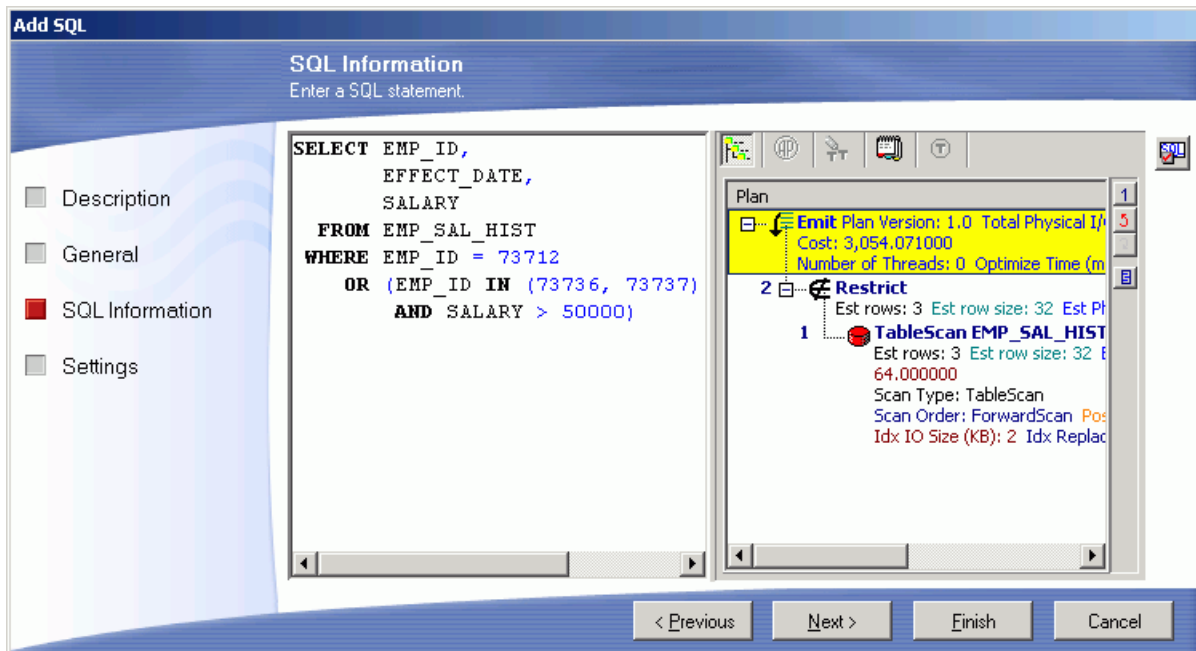 Add SQL
SQL Information
Enter a SQL statement.
Description
General
SQL Information
Settings
SELECT EMP_ID,
EFFECT_DATE,
SALARY
FROM EMP_SAL_HIST
WHERE EMP_ID = 73712
OR (EMP_ID IN (73736, 73737)
AND SALARY > 50000)
SQL
Plan
Emit Plan Version: 1.0 Total Physical I/
Cost: 3,054.071000
Number of Threads: 0 Optimize Time (m
2 Restrict
Est rows: 3 Est row size: 32 Est Ph
1 TableScan EMP_SAL_HIST
Est rows: 3 Est row size: 32
64.000000
Scan Type: TableScan
Scan Order: ForwardScan Pos
Idx IO Size (KB): 2 Idx Replac
1
5
< Previous
Next >
Finish
Cancel